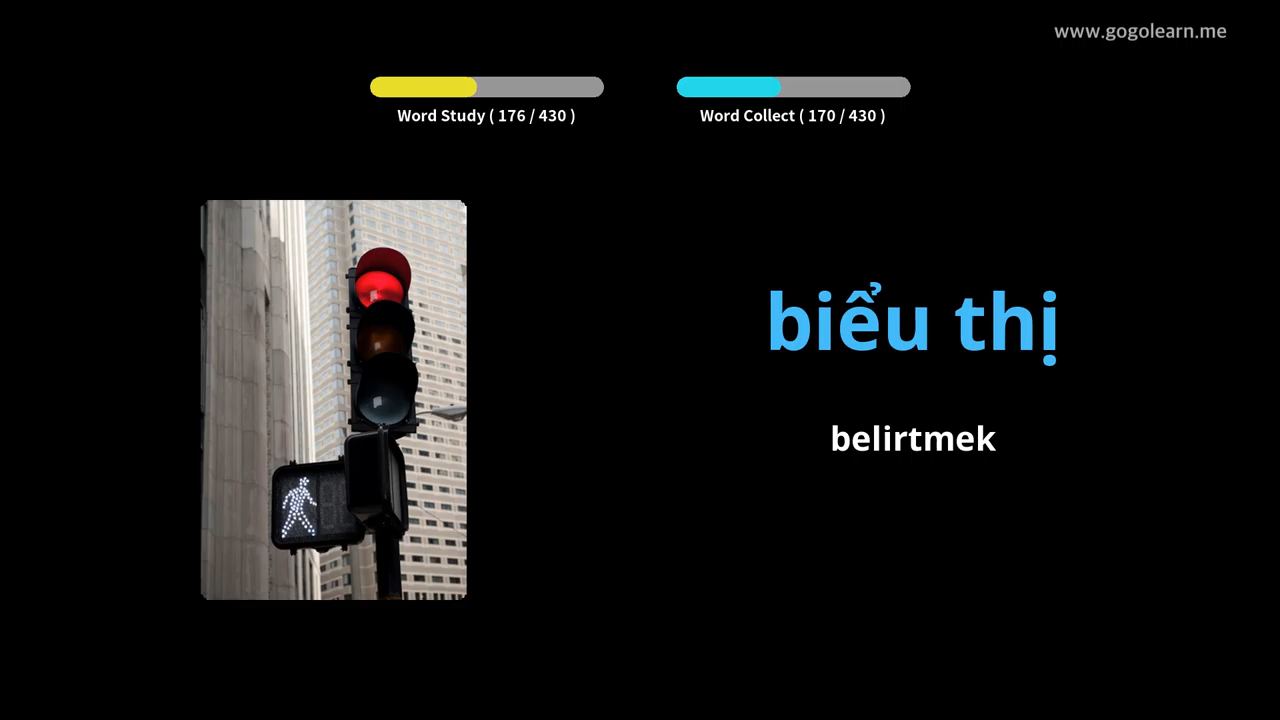 www.gogolearn.me
Word Study ( 176 / 430 )
Word Collect ( 170 / 430 )
biểu thị
belirtmek